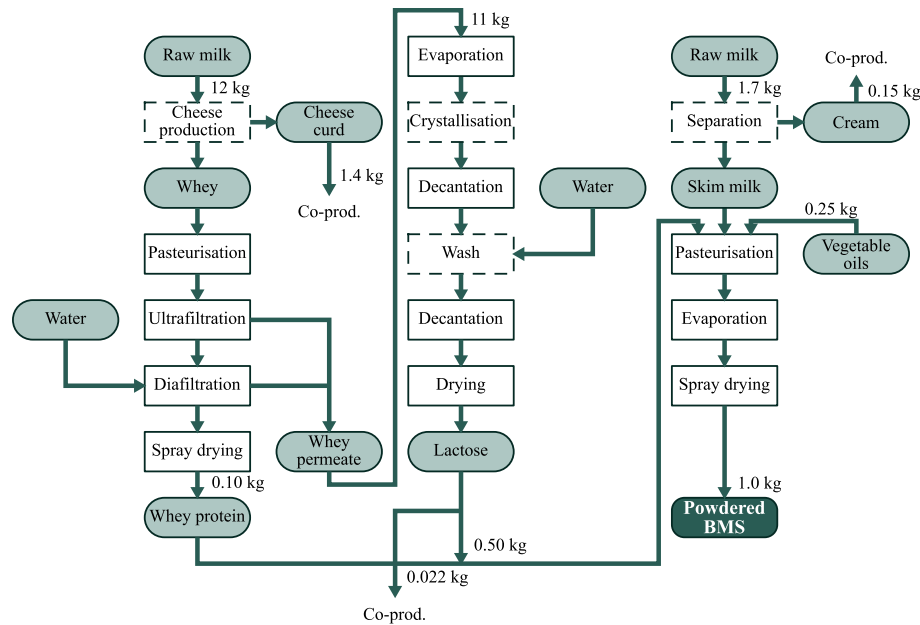 Raw milk
12 kg
Cheese
production
Cheese
curd
1.4 kg
Co-prod.
Whey
Pasteurisation
Water
Ultrafiltration
Diafiltration
Spray drying
0.10 kg
Whey protein
Whey
permeate
11 kg
Evaporation
Crystallisation
Decantation
Water
Wash
Decantation
Drying
Lactose
0.50 kg
0.022 kg
Co-prod.
Raw milk
1.7 kg
Co-prod.
0.15 kg
Separation
Cream
Skim milk
0.25 kg
Pasteurisation
Vegetable
oils
Evaporation
Spray drying
1.0 kg
Powdered
BMS